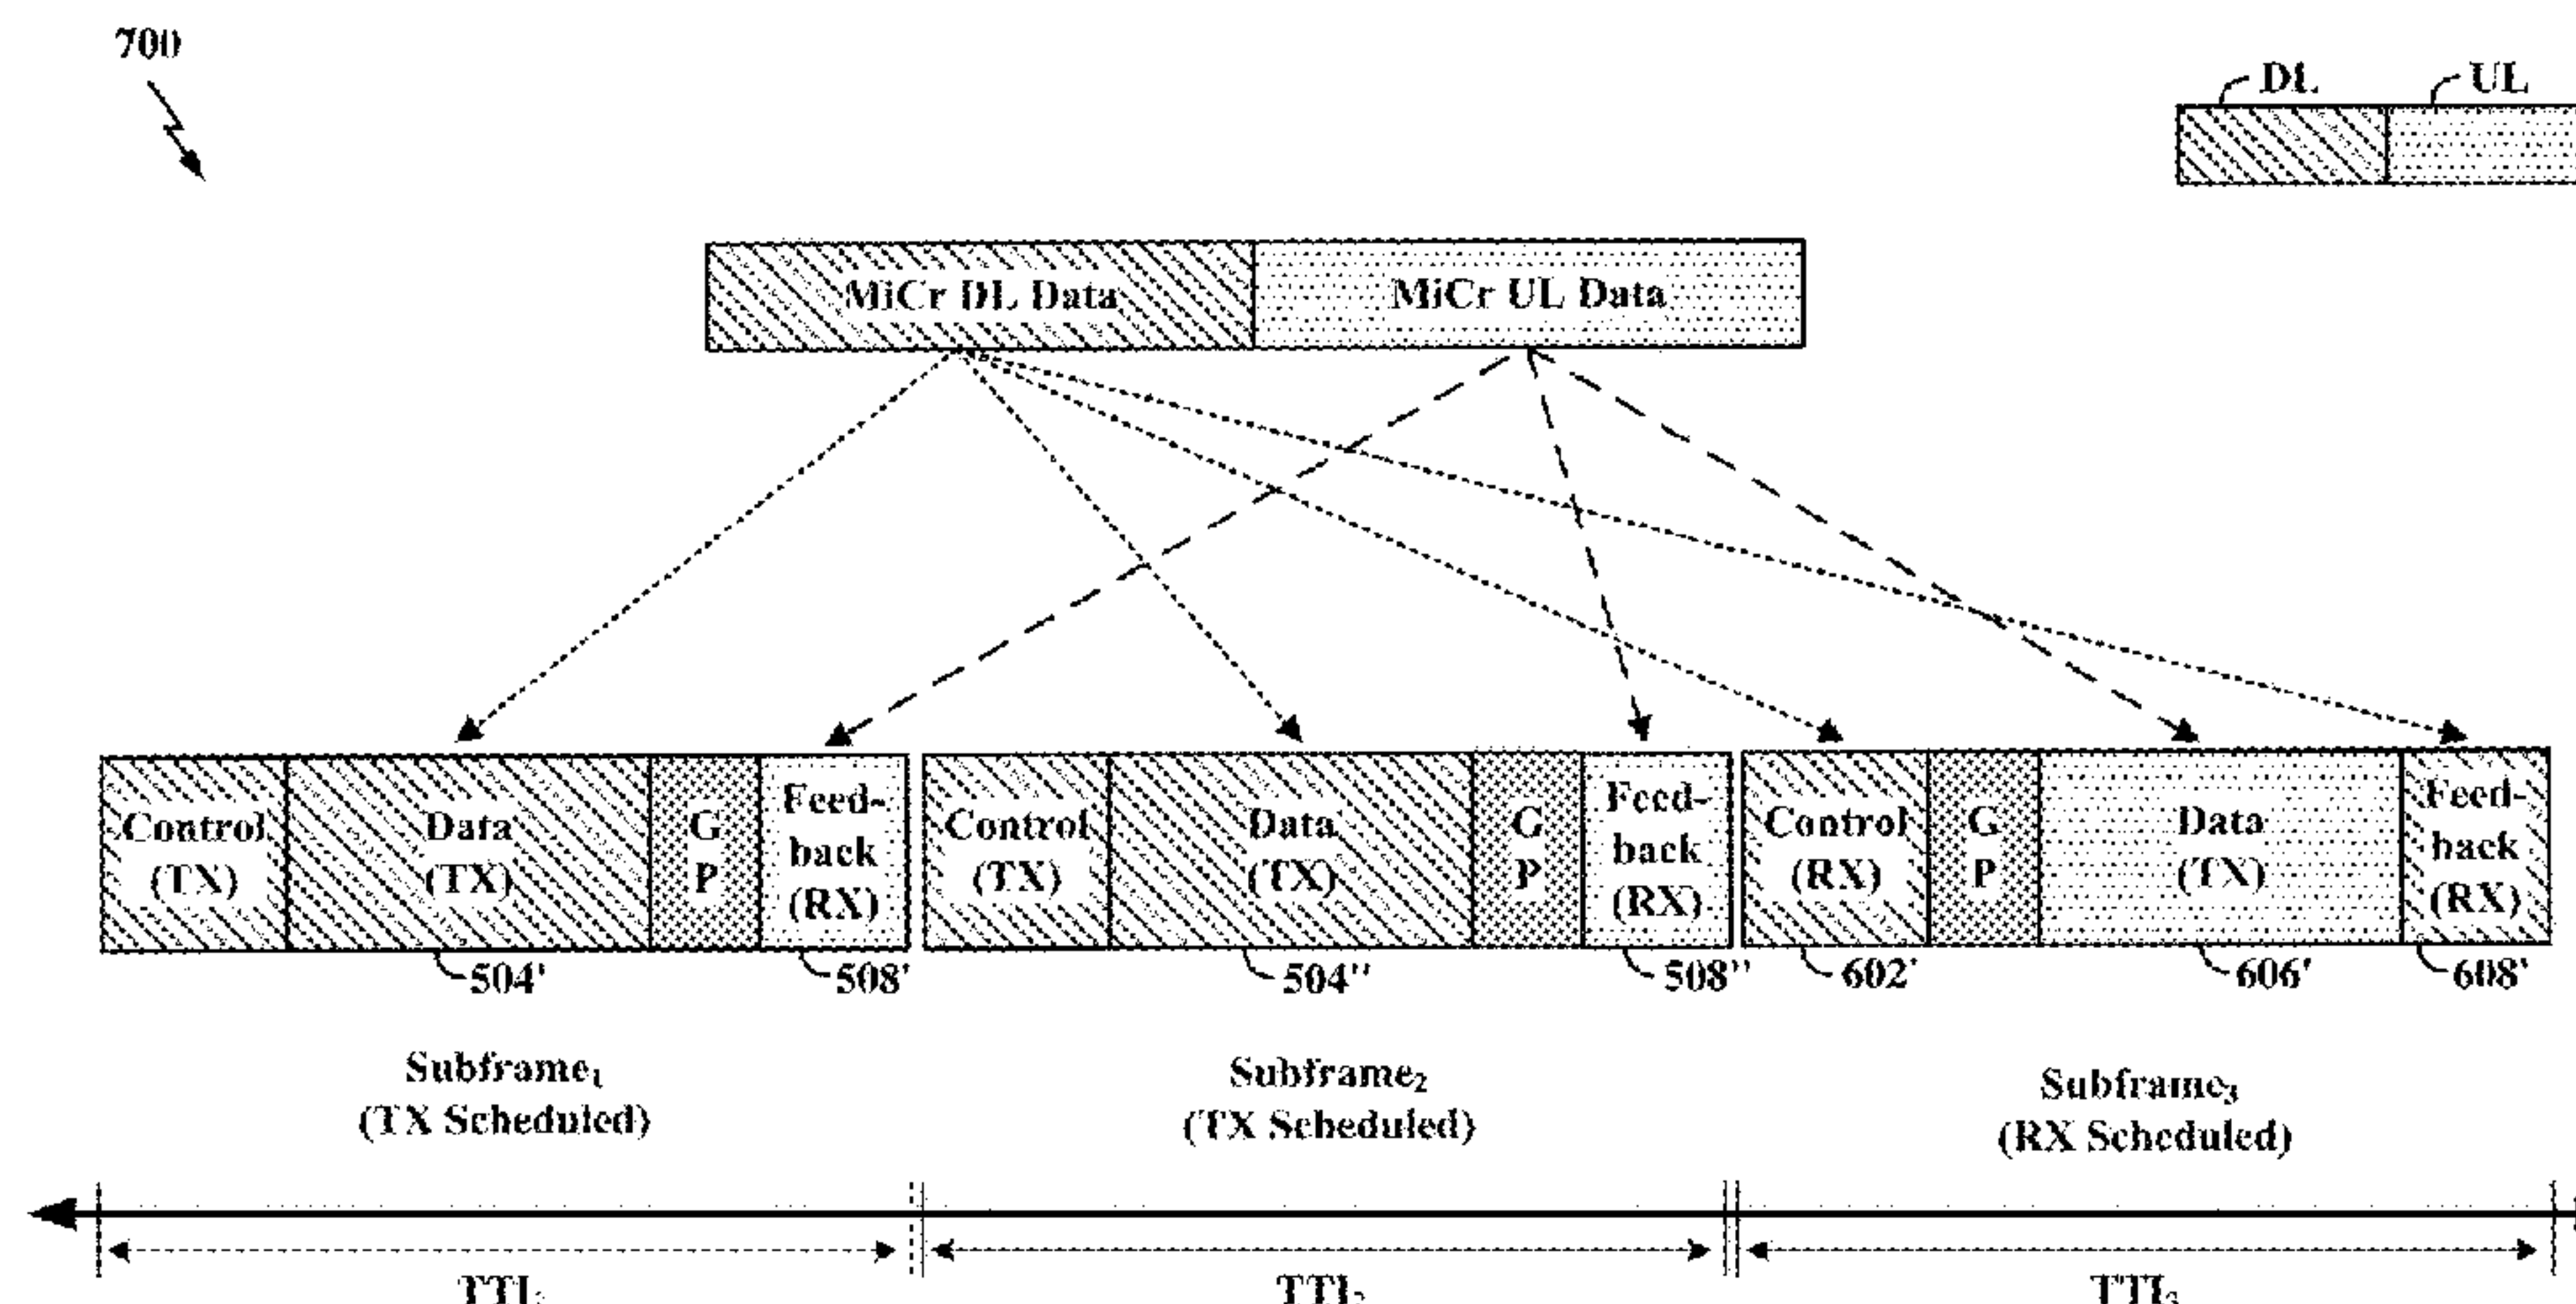 700
DL
UL
MiCr DL Data
MiCr UL Data
Control
(TX)
Data
(TX)
G
P
Feed-
back
(RX)
Control
(TX)
Data
(TX)
G
P
Feed-
back
(RX)
Control
(RX)
G
P
Data
(TX)
Feed-
back
(RX)
504'
508'
504''
508''
602'
606'
608'
Subframe₁
(TX Scheduled)
Subframe₂
(TX Scheduled)
Subframe₃
(RX Scheduled)
TTI₁
TTI₂
TTI₃